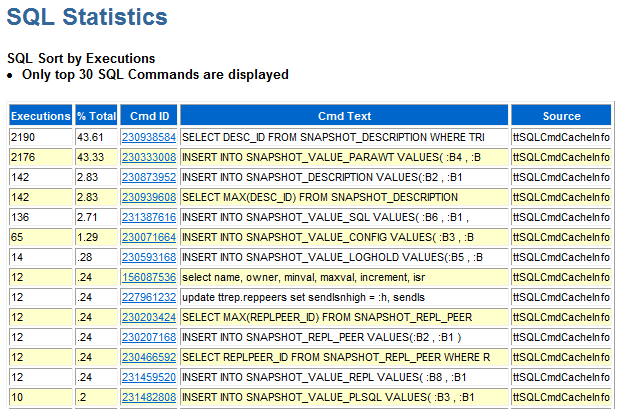 SQL Statistics
SQL Sort by Executions
• Only top 30 SQL Commands are displayed
Executions % Total Cmd ID Cmd Text Source
2190 43.61 230938584 SELECT DESC_ID FROM SNAPSHOT_DESCRIPTION WHERE TRI ttSQLCmdCacheInfo
2176 43.33 230333008 INSERT INTO SNAPSHOT_VALUE_PARAWT VALUES( :B4 , :B ttSQLCmdCacheInfo
142 2.83 230873952 INSERT INTO SNAPSHOT_DESCRIPTION VALUES(:B2 , :B1 ttSQLCmdCacheInfo
142 2.83 230939608 SELECT MAX(DESC_ID) FROM SNAPSHOT_DESCRIPTION ttSQLCmdCacheInfo
136 2.71 231387616 INSERT INTO SNAPSHOT_VALUE_SQL VALUES( :B6 , :B1 , ttSQLCmdCacheInfo
65 1.29 230071664 INSERT INTO SNAPSHOT_VALUE_CONFIG VALUES( :B3 , :B ttSQLCmdCacheInfo
14 .28 230593168 INSERT INTO SNAPSHOT_VALUE_LOGHOLD VALUES(:B5 , :B ttSQLCmdCacheInfo
12 .24 156087536 select name, owner, minval, maxval, increment, isr ttSQLCmdCacheInfo
12 .24 227961232 update ttrep.reppeers set sendlsnhigh = :h, sendls ttSQLCmdCacheInfo
12 .24 230203424 SELECT MAX(REPLPEER_ID) FROM SNAPSHOT_REPL_PEER ttSQLCmdCacheInfo
12 .24 230207168 INSERT INTO SNAPSHOT_REPL_PEER VALUES(:B2 , :B1 ) ttSQLCmdCacheInfo
12 .24 230466592 SELECT REPLPEER_ID FROM SNAPSHOT_REPL_PEER WHERE R ttSQLCmdCacheInfo
12 .24 231459520 INSERT INTO SNAPSHOT_VALUE_REPL VALUES( :B8 , :B1 ttSQLCmdCacheInfo
10 .2 231482808 INSERT INTO SNAPSHOT_VALUE_PLSQL VALUES( :B3 , :B1 ttSQLCmdCacheInfo